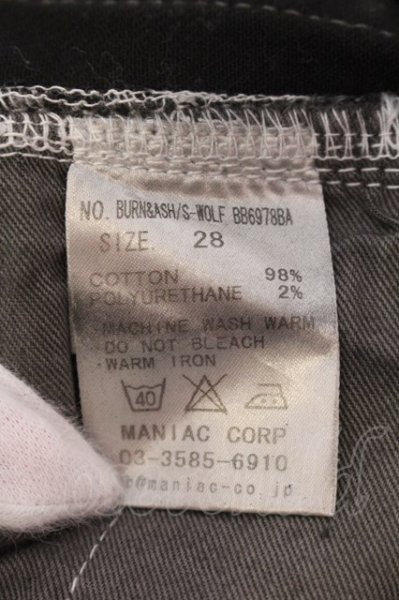 NO. BURN&ASH/S-WOLF BB6978BA
SIZE 28
COTTON 98%
POLYURETHANE 2%
·MACHINE WASH WARM
DO NOT BLEACH
·WARM IRON
40
MANIAC CORP
03-3585-6910
@maniac-co.jp